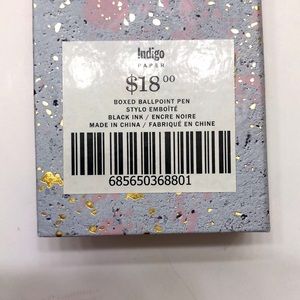 Indigo
PAPER
$18.00
BOXED BALLPOINT PEN
STYLO EMBOÎTÉ
BLACK INK / ENCRE NOIRE
MADE IN CHINA / FABRIQUÉ EN CHINE
685650368801